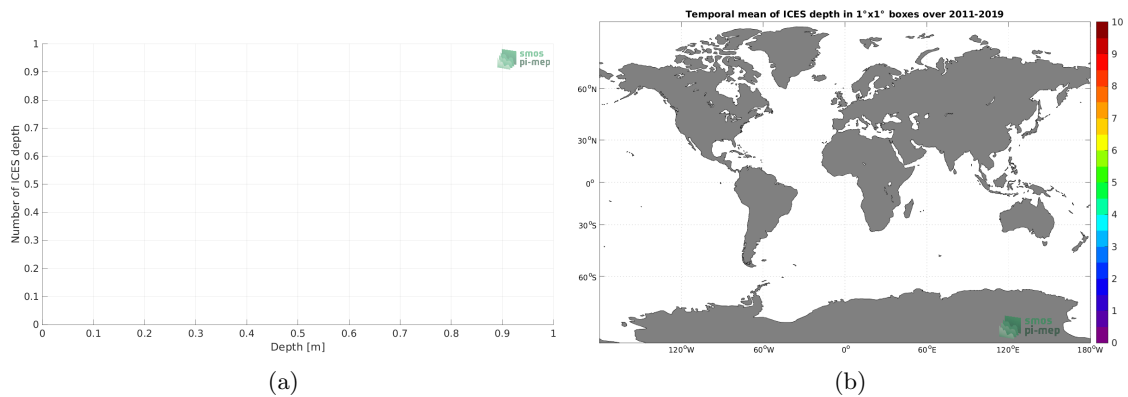 1
0.9
0.8
0.7
0.6
0.5
0.4
0.3
0.2
0.1
0
Number of ICES depth
0 0.1 0.2 0.3 0.4 0.5 0.6 0.7 0.8 0.9 1
Depth [m]
smos
pi-mep
(a)
Temporal mean of ICES depth in 1°x1° boxes over 2011-2019
60°N
30°N
0°
30°S
60°S
120°W 60°W 0° 60°E 120°E 180°W
smos
pi-mep
10
9
8
7
6
5
4
3
2
1
0
(b)